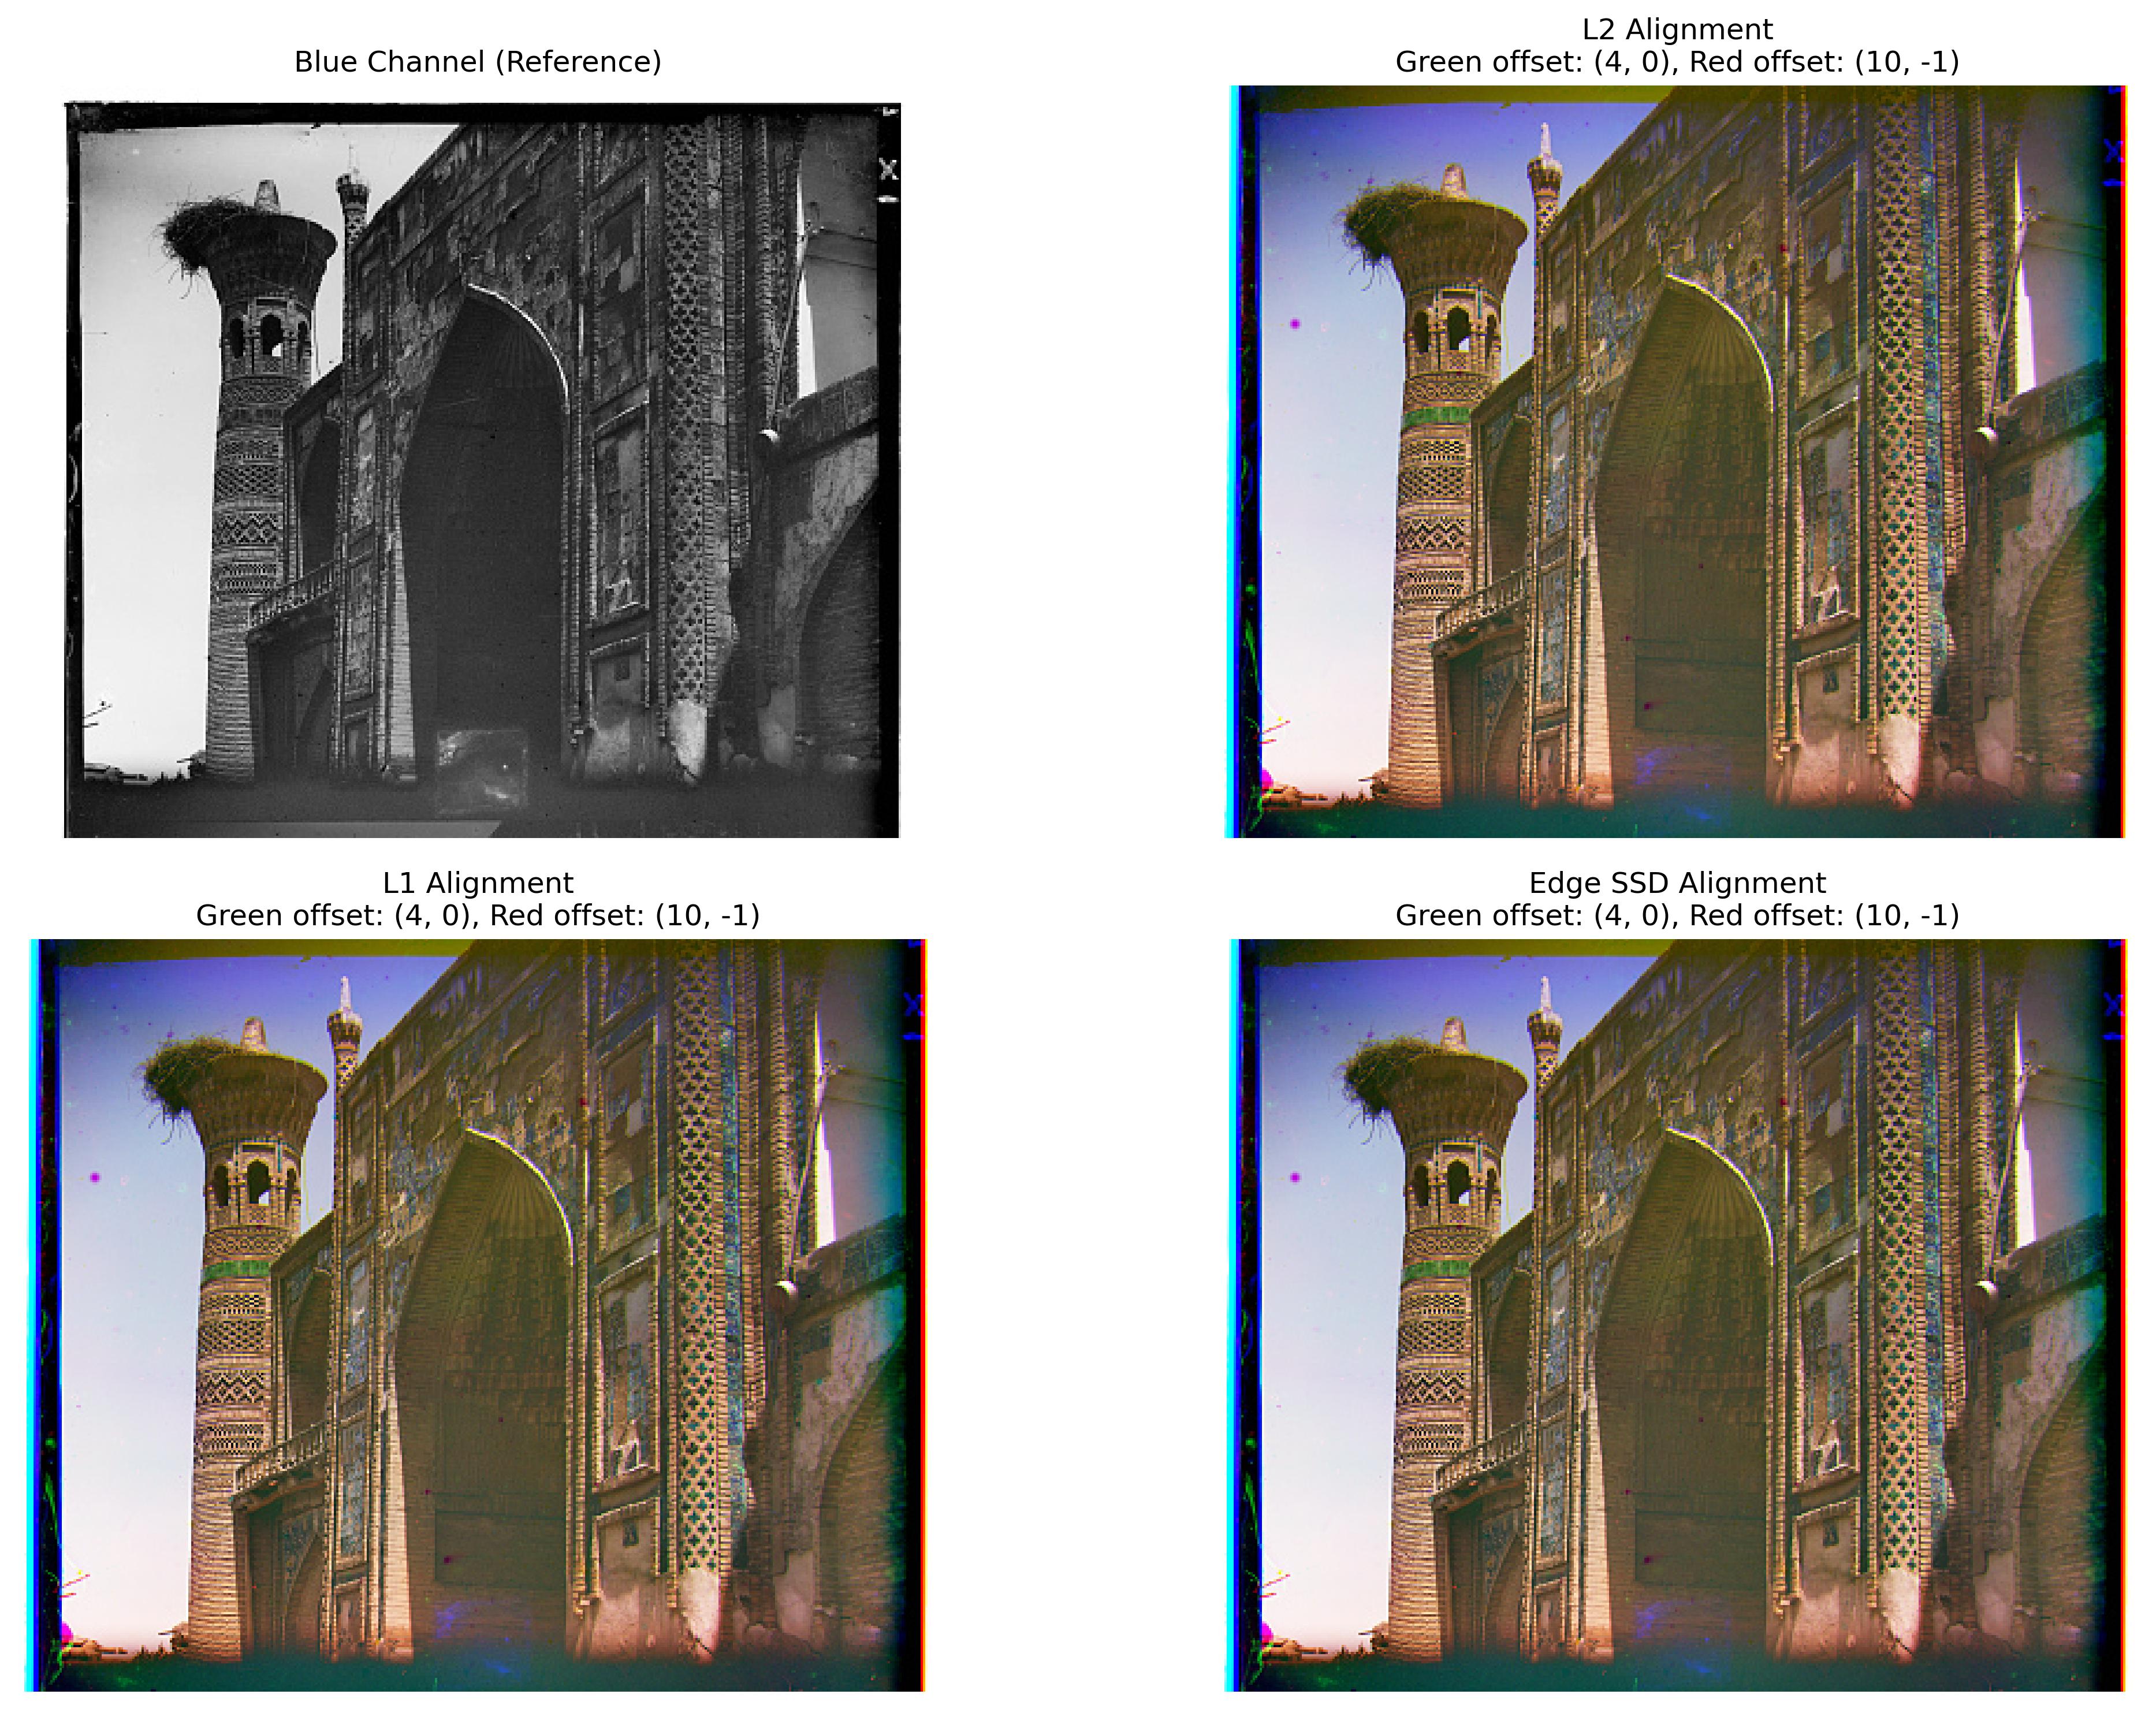 Blue Channel (Reference)
L2 Alignment
Green offset: (4, 0), Red offset: (10, -1)
L1 Alignment
Green offset: (4, 0), Red offset: (10, -1)
Edge SSD Alignment
Green offset: (4, 0), Red offset: (10, -1)